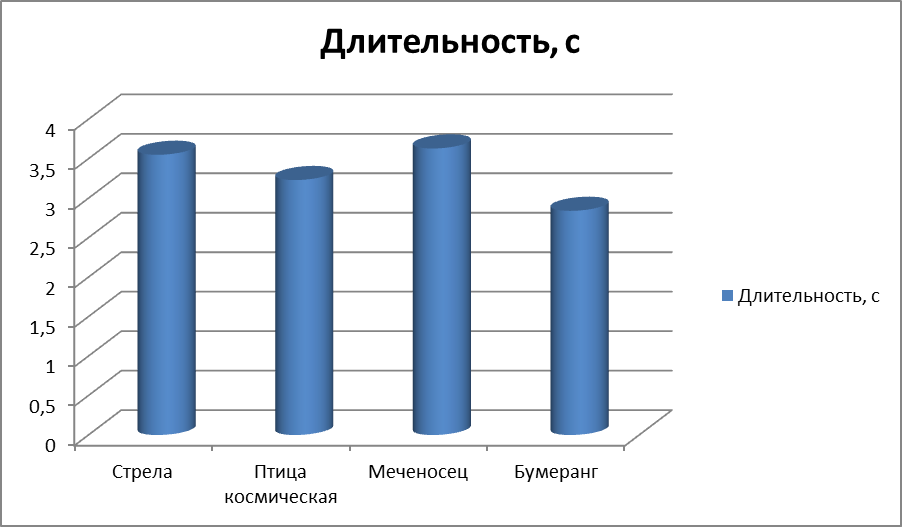 Длительность, с
4
3,5
3
2,5
2
1,5
1
0,5
0
Стрела
Птица
космическая
Меченосец
Бумеранг
Длительность, с